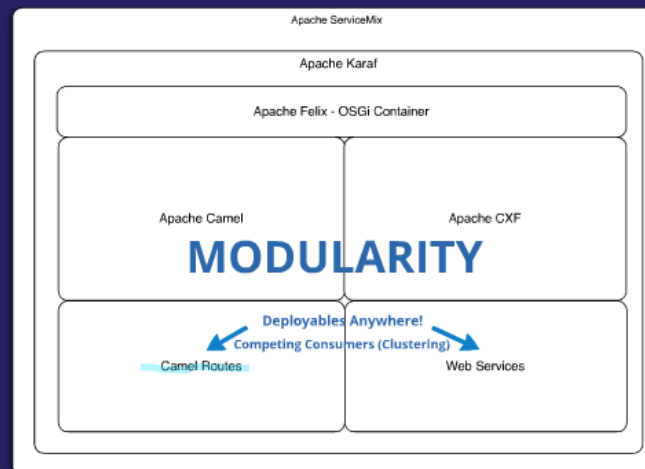 Apache ServiceMix
Apache Karaf
Apache Felix - OSGi Container
Apache Camel
Apache CXF
MODULARITY
Deployables Anywhere!
Competing Consumers (Clustering)
Camel Routes
Web Services